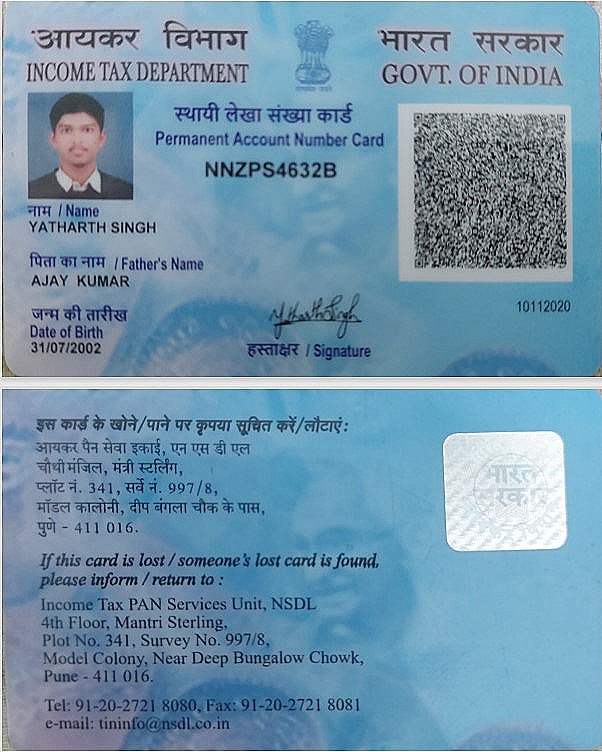 आयकर विभाग
INCOME TAX DEPARTMENT
भारत सरकार
GOVT. OF INDIA
स्थायी लेखा संख्या कार्ड
Permanent Account Number Card
NNZPS4632B
नाम / Name
YATHARTH SINGH
पिता का नाम / Father's Name
AJAY KUMAR
जन्म की तारीख
Date of Birth
31/07/2002
हस्ताक्षर / Signature
10112020
इस कार्ड के खोने/पाने पर कृपया सूचित करें/लौटाएं:
आयकर पैन सेवा इकाई, एन एस डी एल
चौथी मंजिल, मंत्री स्टर्लिंग,
प्लॉट नं. 341, सर्वे नं. 997/8,
मॉडल कालोनी, दीप बंगला चौक के पास,
पुणे - 411 016.
If this card is lost / someone's lost card is found,
please inform / return to :
Income Tax PAN Services Unit, NSDL
4th Floor, Mantri Sterling,
Plot No. 341, Survey No. 997/8,
Model Colony, Near Deep Bungalow Chowk,
Pune - 411 016.
Tel: 91-20-2721 8080, Fax: 91-20-2721 8081
e-mail: tininfo@nsdl.co.in
भारत
सरकार